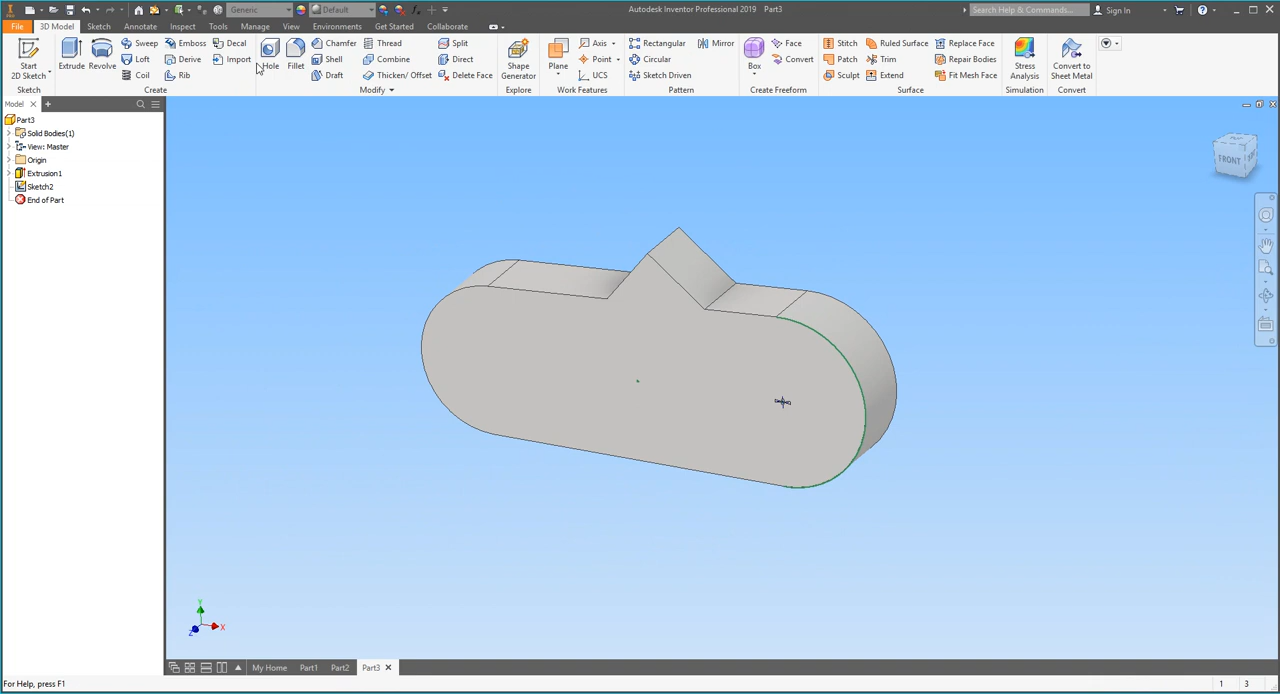 Generic Default Autodesk Inventor Professional 2019 Part3 Search Help & Commands... Sign In
File 3D Model Sketch Annotate Inspect Tools Manage View Environments Get Started Collaborate
Start 2D Sketch
Sketch
Extrude Revolve
Sweep Emboss Decal
Loft Derive Import
Coil Rib
Create
Hole Fillet
Chamfer Thread Split
Shell Combine Direct
Draft Thicken/ Offset Delete Face
Modify
Shape Generator
Explore
Plane
Axis
Point
UCS
Work Features
Rectangular Mirror
Circular
Sketch Driven
Pattern
Box
Face
Convert
Create Freeform
Stitch Ruled Surface Replace Face
Patch Trim Repair Bodies
Sculpt Extend Fit Mesh Face
Surface
Stress Analysis
Simulation
Convert to Sheet Metal
Convert
Model
Part3
Solid Bodies(1)
View: Master
Origin
Extrusion1
Sketch2
End of Part
FRONT
Y
Z X
My Home Part1 Part2 Part3
For Help, press F1 1 3